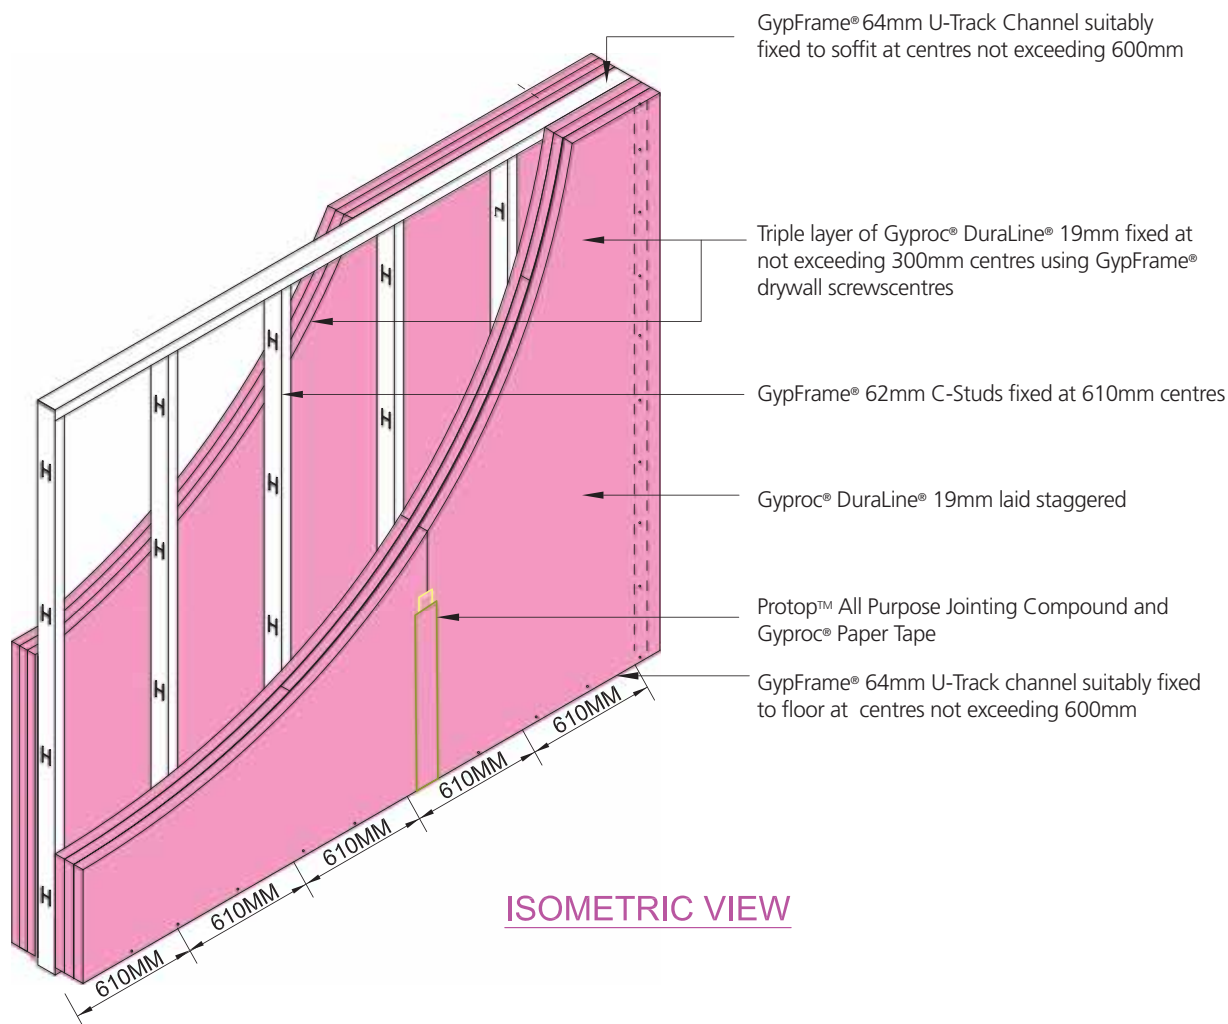 GypFrame® 64mm U-Track Channel suitably
fixed to soffit at centres not exceeding 600mm
Triple layer of Gyproc® DuraLine® 19mm fixed at
not exceeding 300mm centres using GypFrame®
drywall screwscentres
GypFrame® 62mm C-Studs fixed at 610mm centres
Gyproc® DuraLine® 19mm laid staggered
Protop™ All Purpose Jointing Compound and
Gyproc® Paper Tape
GypFrame® 64mm U-Track channel suitably fixed
to floor at centres not exceeding 600mm
610MM
610MM
610MM
610MM
610MM
ISOMETRIC VIEW